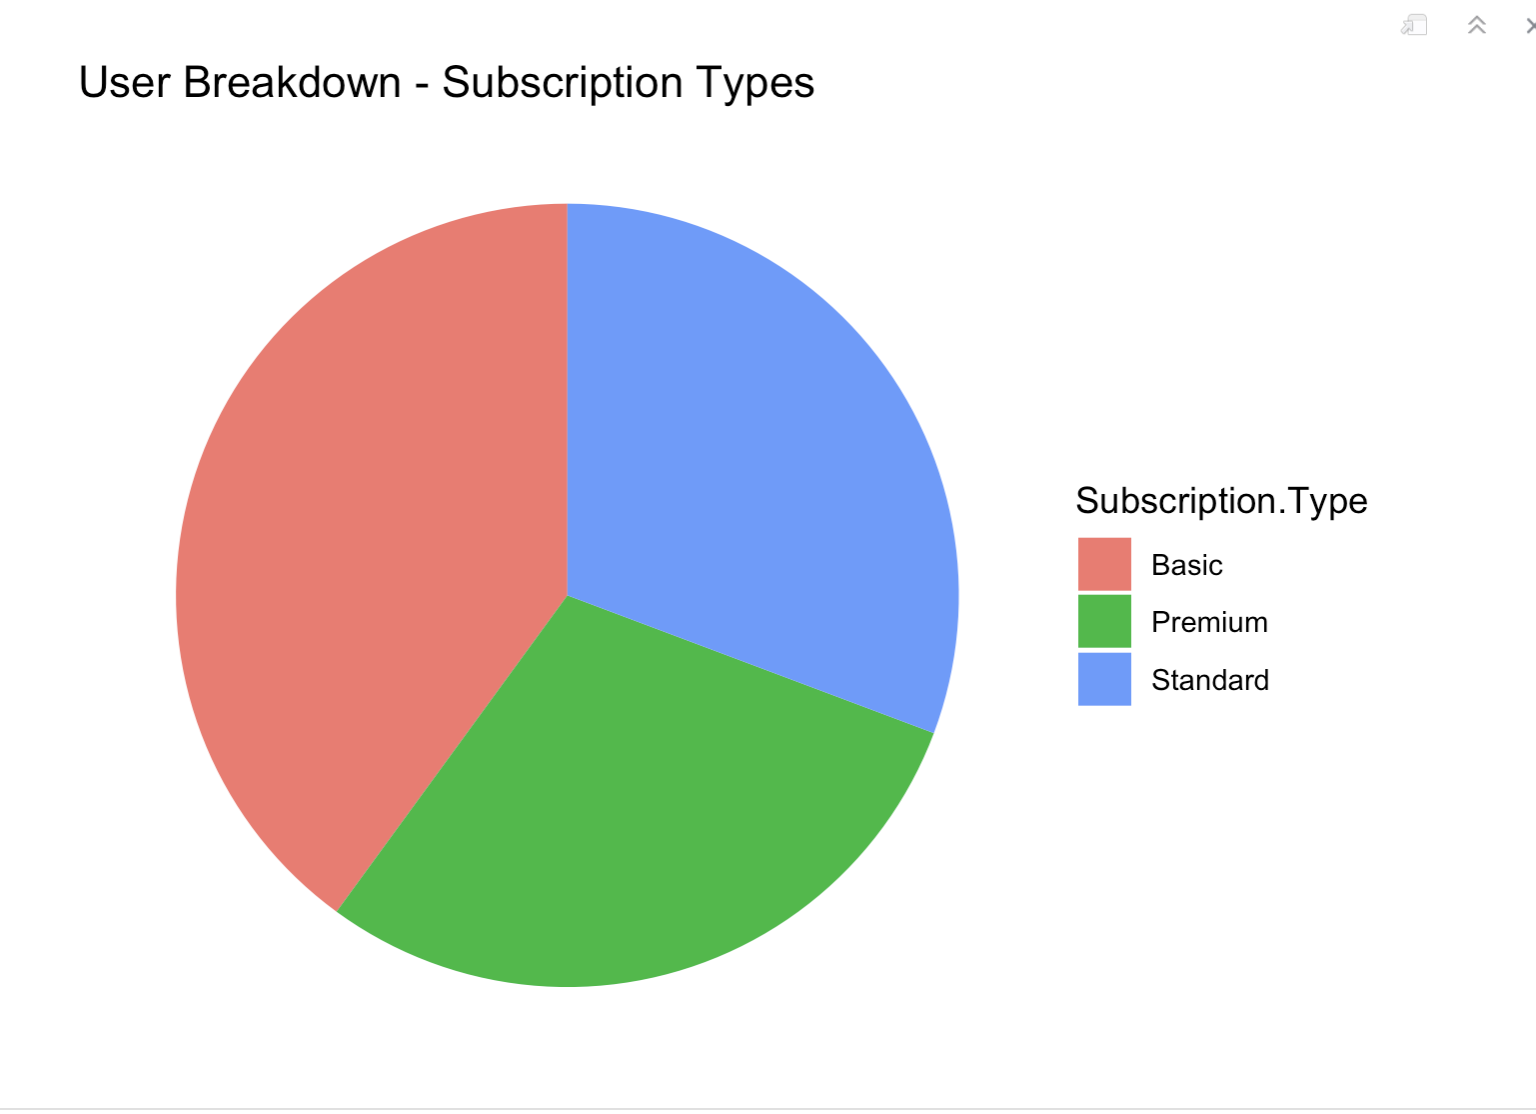 User Breakdown - Subscription Types
Subscription.Type
Basic
Premium
Standard